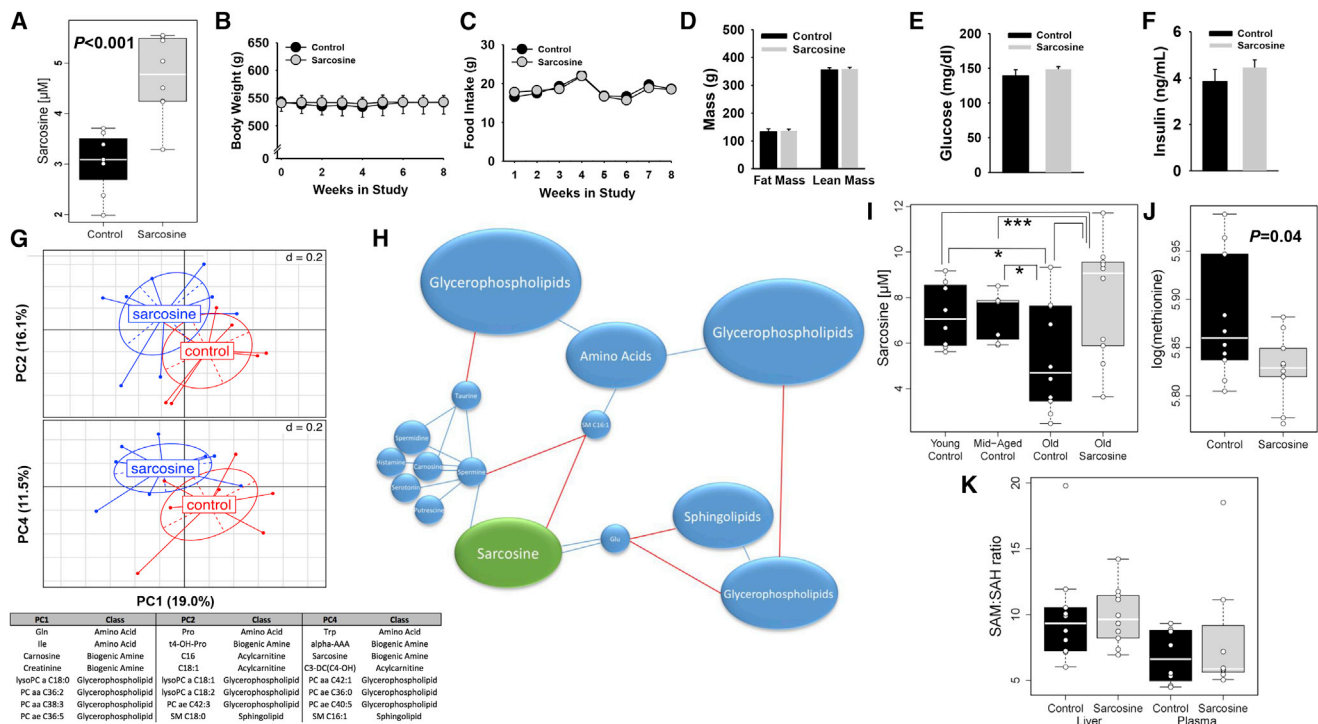 A
P<0.001
Sarcosine [µM]
5
4
3
2
Control
Sarcosine
B
Control
Sarcosine
Body Weight (g)
650
600
550
500
0
0 2 4 6 8
Weeks in Study
C
Control
Sarcosine
Food Intake (g)
30
20
10
0
1 2 3 4 5 6 7 8
Weeks in Study
D
Control
Sarcosine
Mass (g)
500
400
300
200
100
0
Fat Mass
Lean Mass
E
Control
Sarcosine
Glucose (mg/dl)
200
150
100
50
0
F
Control
Sarcosine
Insulin (ng/mL)
6
4
2
0
G
d = 0.2
sarcosine
control
PC2 (16.1%)
d = 0.2
sarcosine
control
PC4 (11.5%)
PC1 (19.0%)
PC1 Class PC2 Class PC4 Class
Gln Amino Acid Pro Amino Acid Trp Amino Acid
Ile Amino Acid t4-OH-Pro Biogenic Amine alpha-AAA Biogenic Amine
Carnosine Biogenic Amine C16 Acylcarnitine Sarcosine Biogenic Amine
Creatinine Biogenic Amine C18:1 Acylcarnitine C3-DC(C4-OH) Acylcarnitine
lysoPC a C18:0 Glycerophospholipid lysoPC a C18:1 Glycerophospholipid PC aa C42:1 Glycerophospholipid
PC aa C36:2 Glycerophospholipid lysoPC a C18:2 Glycerophospholipid PC ae C36:0 Glycerophospholipid
PC aa C38:3 Glycerophospholipid PC ae C42:3 Glycerophospholipid PC ae C40:5 Glycerophospholipid
PC ae C36:5 Glycerophospholipid SM C18:0 Sphingolipid SM C16:1 Sphingolipid
H
Glycerophospholipids
Glycerophospholipids
Amino Acids
Taurine
SM C16:1
Spermidine
Histamine
Carnosine
Spermine
Serotonin
Putrescine
Sarcosine
Glu
Sphingolipids
Glycerophospholipids
I
Sarcosine [µM]
12
10
8
6
4
***
*
*
Young Control
Mid-Aged Control
Old Control
Old Sarcosine
J
P=0.04
log(methionine)
5.95
5.90
5.85
5.80
Control
Sarcosine
K
SAM:SAH ratio
20
15
10
5
Control Sarcosine Control Sarcosine
Liver Plasma